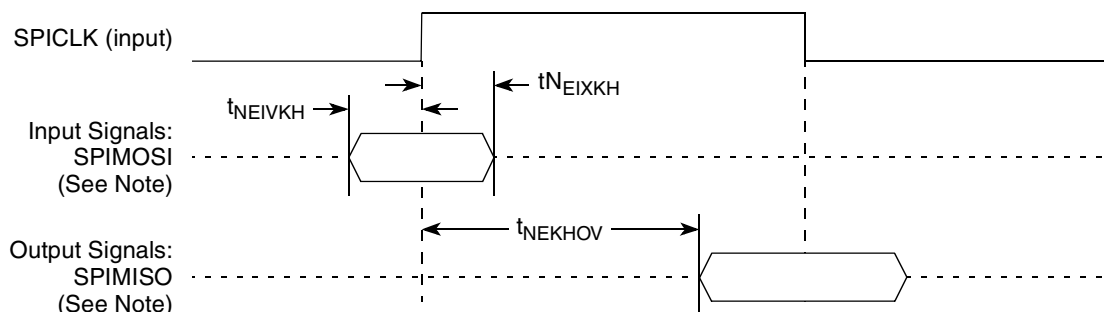 SPICLK (input)
tNEIXKH
tNEIVKH
Input Signals:
SPIMOSI
(See Note)
tNEKHOV
Output Signals:
SPIMISO
(See Note)